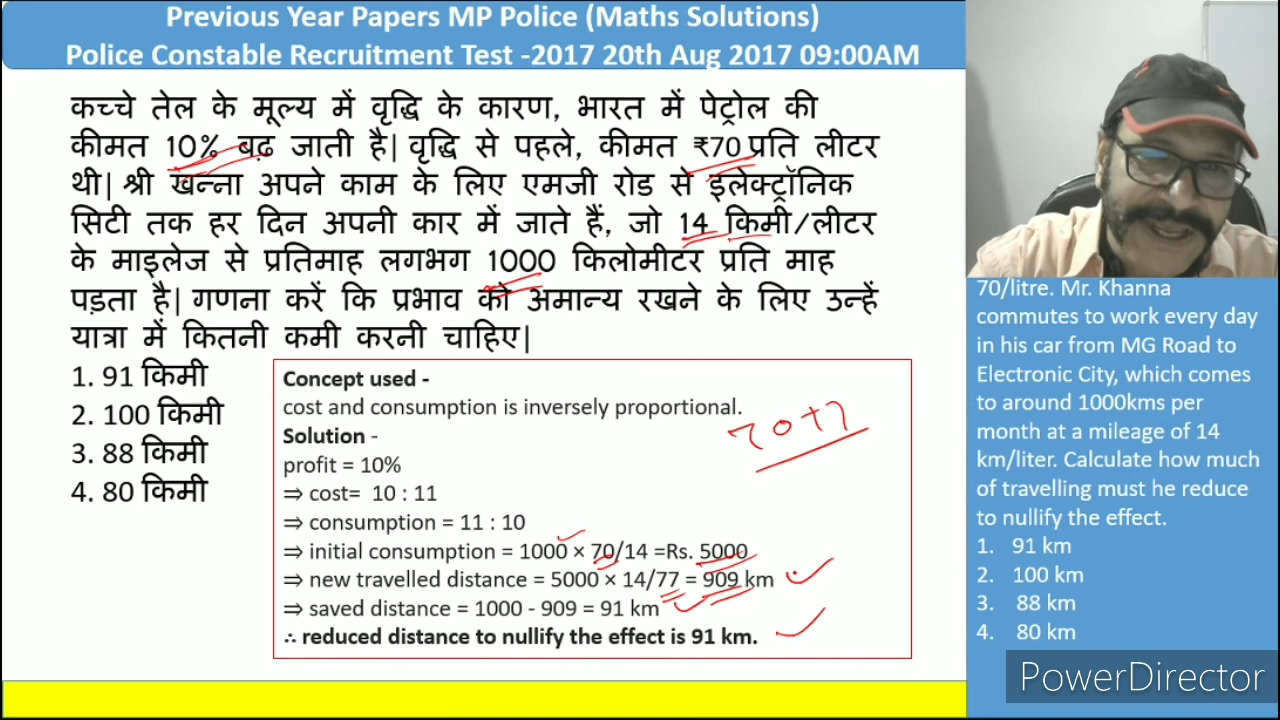 Previous Year Papers MP Police (Maths Solutions)
Police Constable Recruitment Test -2017 20th Aug 2017 09:00AM
कच्चे तेल के मूल्य में वृद्धि के कारण, भारत में पेट्रोल की
कीमत 10% बढ़ जाती है| वृद्धि से पहले, कीमत ₹70 प्रति लीटर
थी| श्री खन्ना अपने काम के लिए एमजी रोड से इलेक्ट्रॉनिक
सिटी तक हर दिन अपनी कार में जाते हैं, जो 14 किमी/लीटर
के माइलेज से प्रतिमाह लगभग 1000 किलोमीटर प्रति माह
पड़ता है| गणना करें कि प्रभाव को अमान्य रखने के लिए उन्हें
यात्रा में कितनी कमी करनी चाहिए|
1. 91 किमी
2. 100 किमी
3. 88 किमी
4. 80 किमी
Concept used -
cost and consumption is inversely proportional.
Solution -
profit = 10%
⇒ cost= 10 : 11
⇒ consumption = 11 : 10
⇒ initial consumption = 1000 × 70/14 =Rs. 5000
⇒ new travelled distance = 5000 × 14/77 = 909 km
⇒ saved distance = 1000 - 909 = 91 km
∴ reduced distance to nullify the effect is 91 km.
70+7
70/litre. Mr. Khanna
commutes to work every day
in his car from MG Road to
Electronic City, which comes
to around 1000kms per
month at a mileage of 14
km/liter. Calculate how much
of travelling must he reduce
to nullify the effect.
1. 91 km
2. 100 km
3. 88 km
4. 80 km
PowerDirector